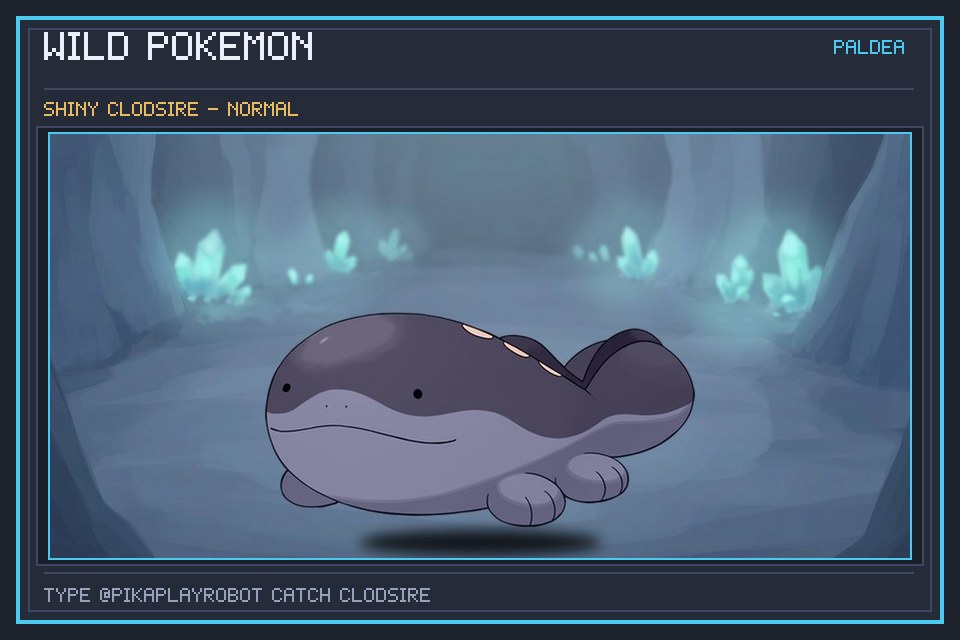 WILD POKEMON
PALDEA
SHINY CLODSIRE - NORMAL
TYPE @PIKAPLAYROBOT CATCH CLODSIRE